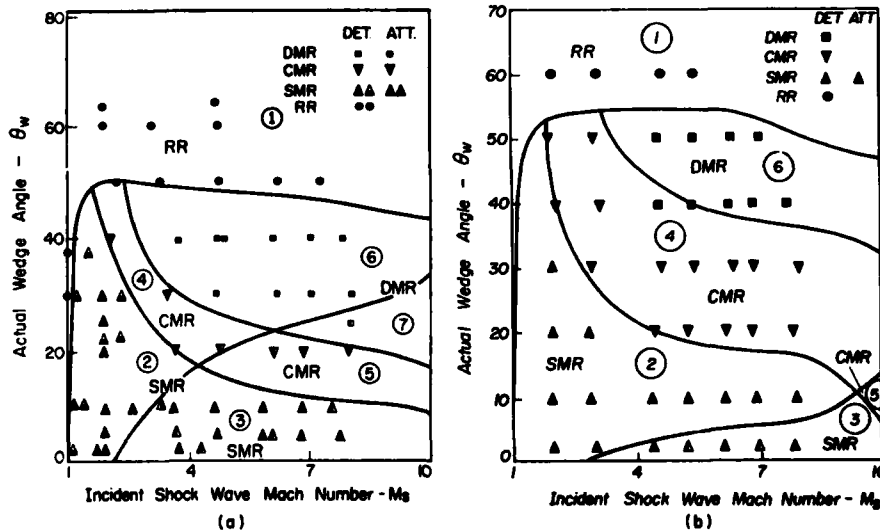 80
DET. ATT.
DMR
CMR
SMR
RR
1
60
RR
40
6
4
DMR
CMR
7
20
2
CMR
5
SMR
3
SMR
0
1 4 7 10
Actual Wedge Angle - θw
Incident Shock Wave Mach Number - Ms
(a)
70
DET ATT
DMR
CMR
SMR
RR
RR
1
60
50
DMR
6
40
4
30
CMR
20
SMR
2
CMR
10
5
3
SMR
0
1 4 7 10
Actual Wedge Angle - θw
Incident Shock Wave Mach Number - Ms
(b)